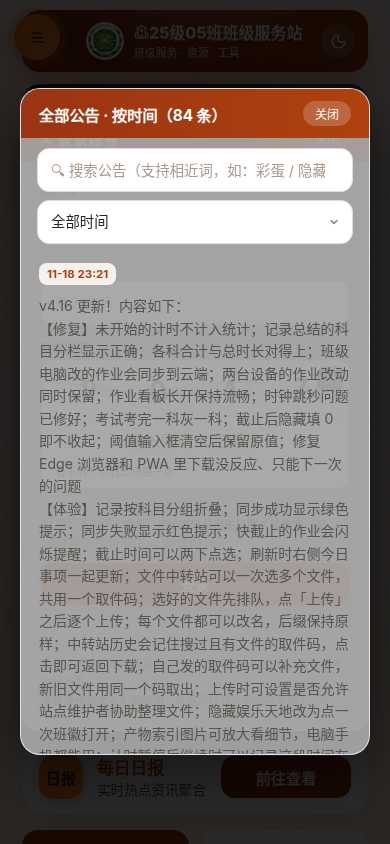 25级05班班级服务站
班级服务 · 资源 · 工具
全部公告 · 按时间（84 条）
关闭
搜索公告（支持相近词，如：彩蛋 / 隐藏
全部时间
11-18 23:21
v4.16 更新！内容如下：
【修复】未开始的计时不计入统计；记录总结的科
目分栏显示正确；各科合计与总时长对得上；班级
电脑改的作业会同步到云端；两台设备的作业改动
同时保留；作业看板长开保持流畅；时钟跳秒问题
已修好；考试考完一科灰一科；截止后隐藏填 0
即不收起；阈值输入框清空后保留原值；修复
Edge 浏览器和 PWA 里下载没反应、只能下一次
的问题
【体验】记录按科目分组折叠；同步成功显示绿色
提示；同步失败显示红色提示；快截止的作业会闪
烁提醒；截止时间可以两下点选；刷新时右侧今日
事项一起更新；文件中转站可以一次选多个文件，
共用一个取件码；选好的文件先排队，点「上传」
之后逐个上传；每个文件都可以改名，后缀保持原
样；中转站历史会记住搜过且有文件的取件码，点
击即可返回下载；自己发的取件码可以补充文件，
新旧文件用同一个码取出；上传时可设置是否允许
站点维护者协助整理文件；隐藏娱乐天地改为点一
次班徽打开；产物索引图片可放大看细节，电脑手
日报
每日日报
实时热点资讯聚合
前往查看